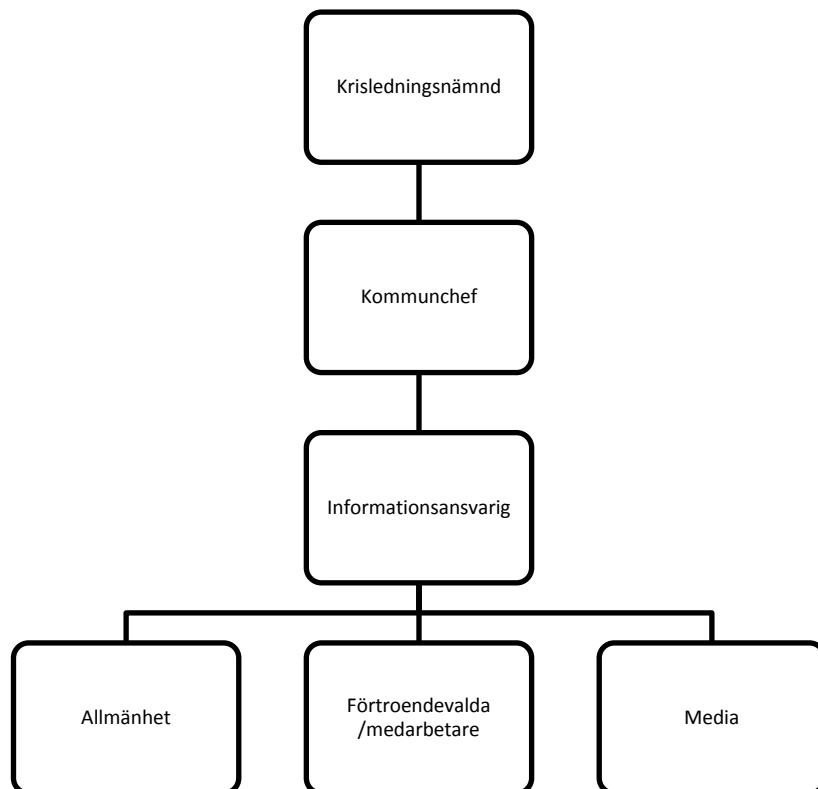 Krisledningsnämnd
Kommunchef
Informationsansvarig
Allmänhet
Förtroendevalda
/medarbetare
Media